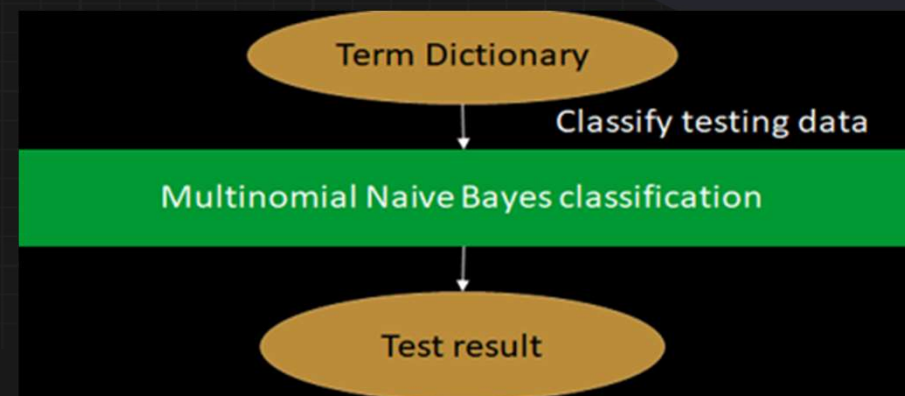 Term Dictionary
Classify testing data
Multinomial Naive Bayes classification
Test result